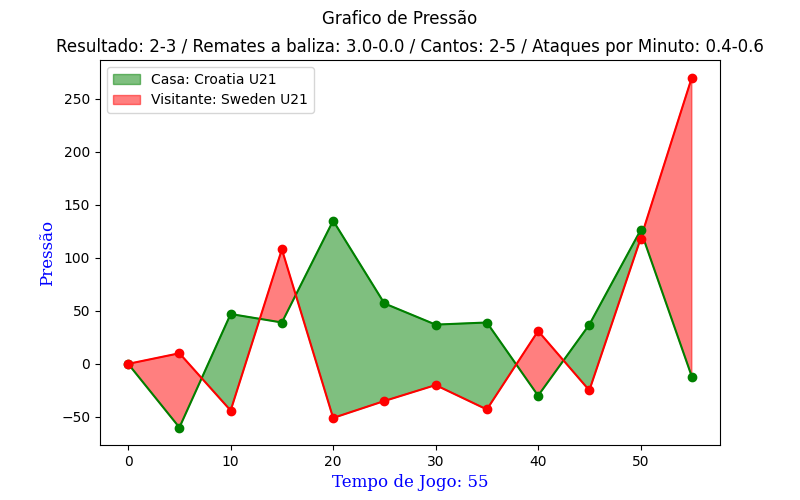 Grafico de Pressão
Resultado: 2-3 / Remates a baliza: 3.0-0.0 / Cantos: 2-5 / Ataques por Minuto: 0.4-0.6
Casa: Croatia U21
Visitante: Sweden U21
Pressão
250
200
150
100
50
0
−50
0 10 20 30 40 50
Tempo de Jogo: 55